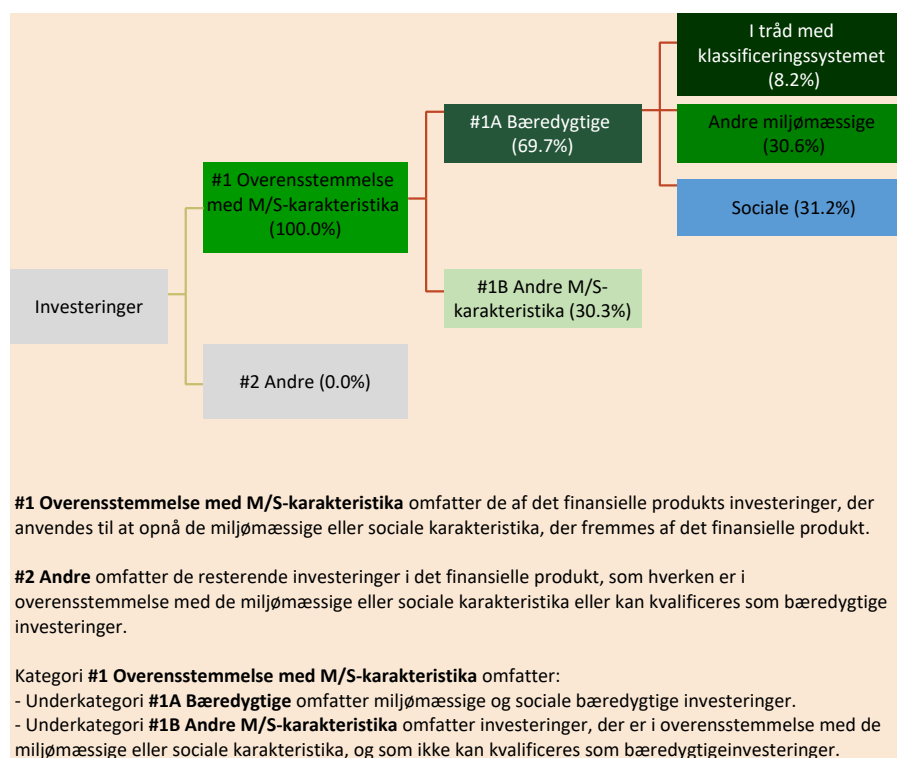 I tråd med
klassificeringssystemet
(8.2%)
#1A Bæredygtige
(69.7%)
Andre miljømæssige
(30.6%)
#1 Overensstemmelse
med M/S-karakteristika
(100.0%)
Sociale (31.2%)
Investeringer
#1B Andre M/S-
karakteristika (30.3%)
#2 Andre (0.0%)
#1 Overensstemmelse med M/S-karakteristika omfatter de af det finansielle produkts investeringer, der
anvendes til at opnå de miljømæssige eller sociale karakteristika, der fremmes af det finansielle produkt.
#2 Andre omfatter de resterende investeringer i det finansielle produkt, som hverken er i
overensstemmelse med de miljømæssige eller sociale karakteristika eller kan kvalificeres som bæredygtige
investeringer.
Kategori #1 Overensstemmelse med M/S-karakteristika omfatter:
- Underkategori #1A Bæredygtige omfatter miljømæssige og sociale bæredygtige investeringer.
- Underkategori #1B Andre M/S-karakteristika omfatter investeringer, der er i overensstemmelse med de
miljømæssige eller sociale karakteristika, og som ikke kan kvalificeres som bæredygtigeinvesteringer.